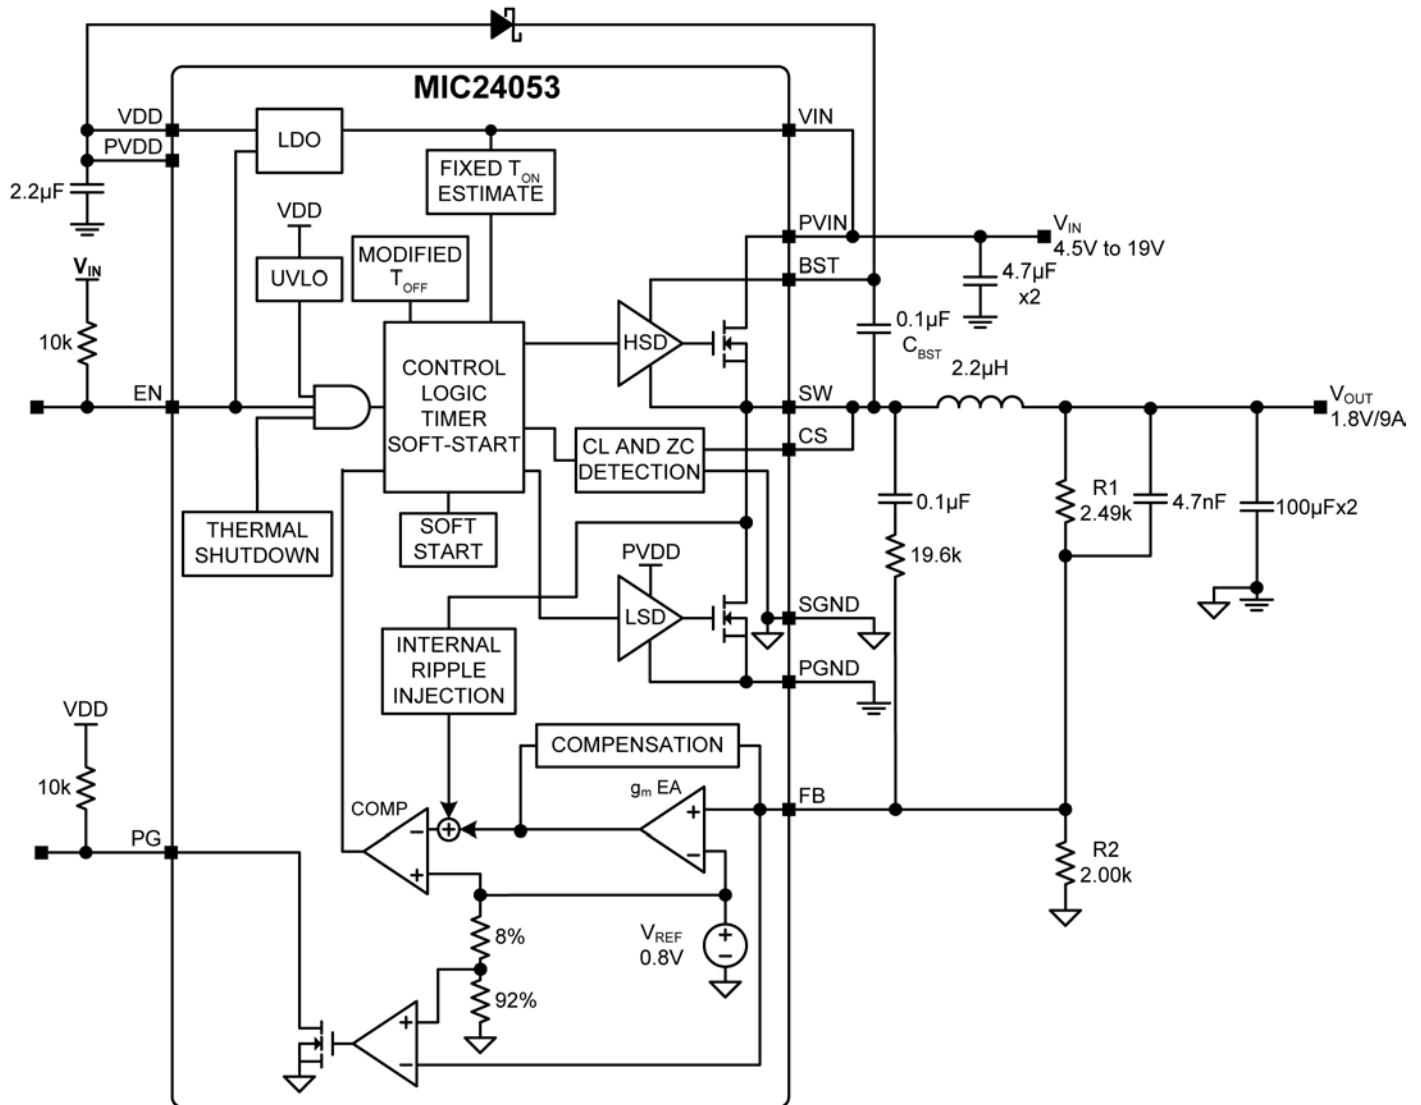 MIC24053
VDD
PVDD
2.2µF
LDO
VIN
FIXED TON
ESTIMATE
VDD
UVLO
MODIFIED
TOFF
PVIN
VIN
4.5V to 19V
BST
4.7µF
x2
VIN
10k
HSD
0.1µF
CBST
2.2µH
CONTROL
LOGIC
TIMER
SOFT-START
EN
SW
VOUT
1.8V/9A
CS
CL AND ZC
DETECTION
0.1µF
19.6k
R1
2.49k
4.7nF
100µFx2
THERMAL
SHUTDOWN
SOFT
START
PVDD
LSD
SGND
PGND
INTERNAL
RIPPLE
INJECTION
VDD
10k
PG
COMPENSATION
gm EA
COMP
+
−
+
−
+
FB
R2
2.00k
8%
92%
VREF
0.8V
+
−
+
−